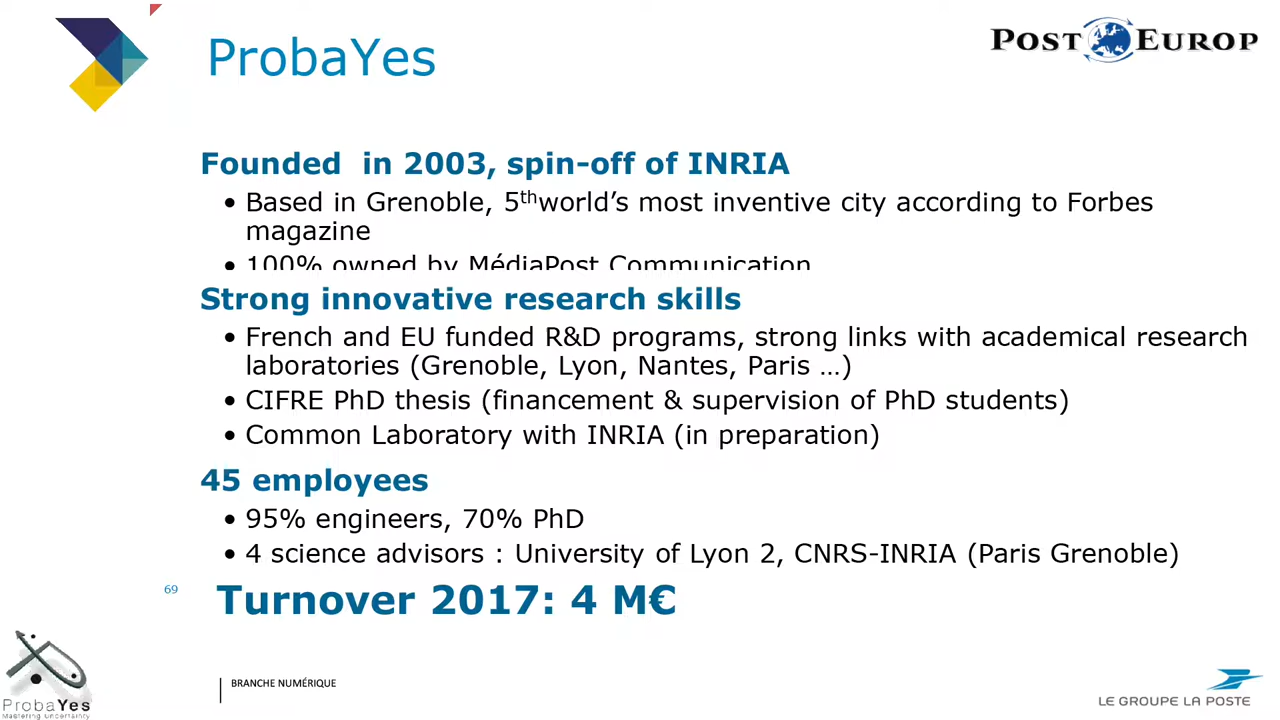 ProbaYes
POST EUROP
Founded in 2003, spin-off of INRIA
• Based in Grenoble, 5thworld's most inventive city according to Forbes
magazine
• 100% owned by MédiaPost Communication
Strong innovative research skills
• French and EU funded R&D programs, strong links with academical research
laboratories (Grenoble, Lyon, Nantes, Paris …)
• CIFRE PhD thesis (financement & supervision of PhD students)
• Common Laboratory with INRIA (in preparation)
45 employees
• 95% engineers, 70% PhD
• 4 science advisors : University of Lyon 2, CNRS-INRIA (Paris Grenoble)
69
Turnover 2017: 4 M€
ProbaYes
Mastering uncertainty
BRANCHE NUMÉRIQUE
LE GROUPE LA POSTE